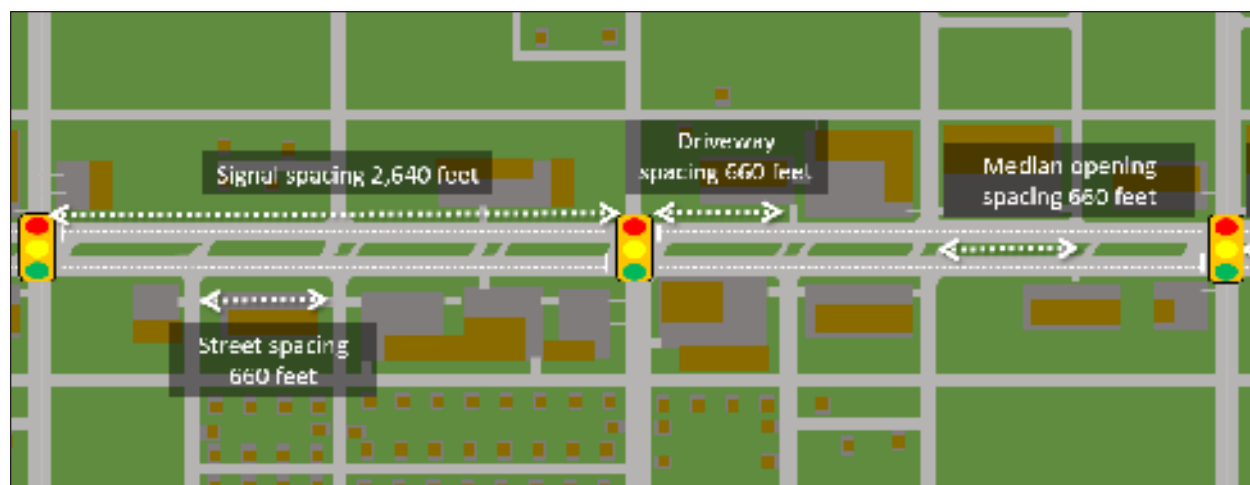 Signal spacing 2,640 feet
Driveway
spacing 660 feet
Median opening
spacing 660 feet
Street spacing
660 feet